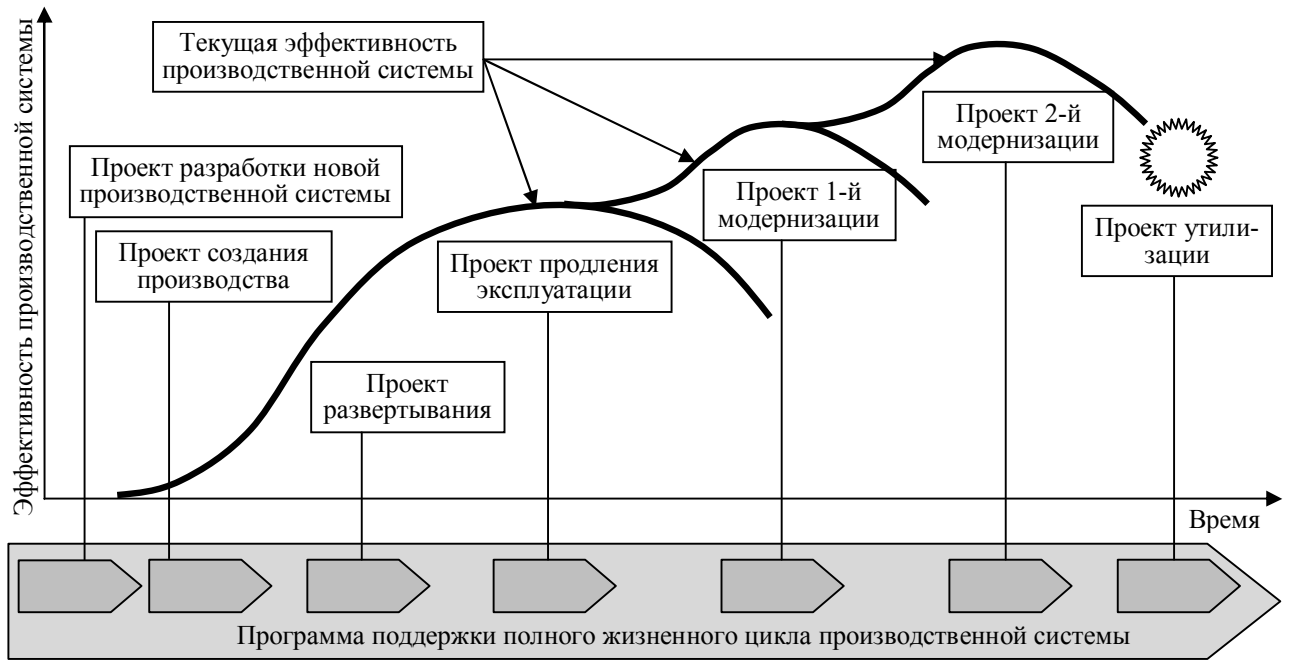 Эффективность производственной системы
Текущая эффективность
производственной системы
Проект разработки новой
производственной системы
Проект создания
производства
Проект
развертывания
Проект продления
эксплуатации
Проект 1-й
модернизации
Проект 2-й
модернизации
Проект утили-
зации
Время
Программа поддержки полного жизненного цикла производственной системы